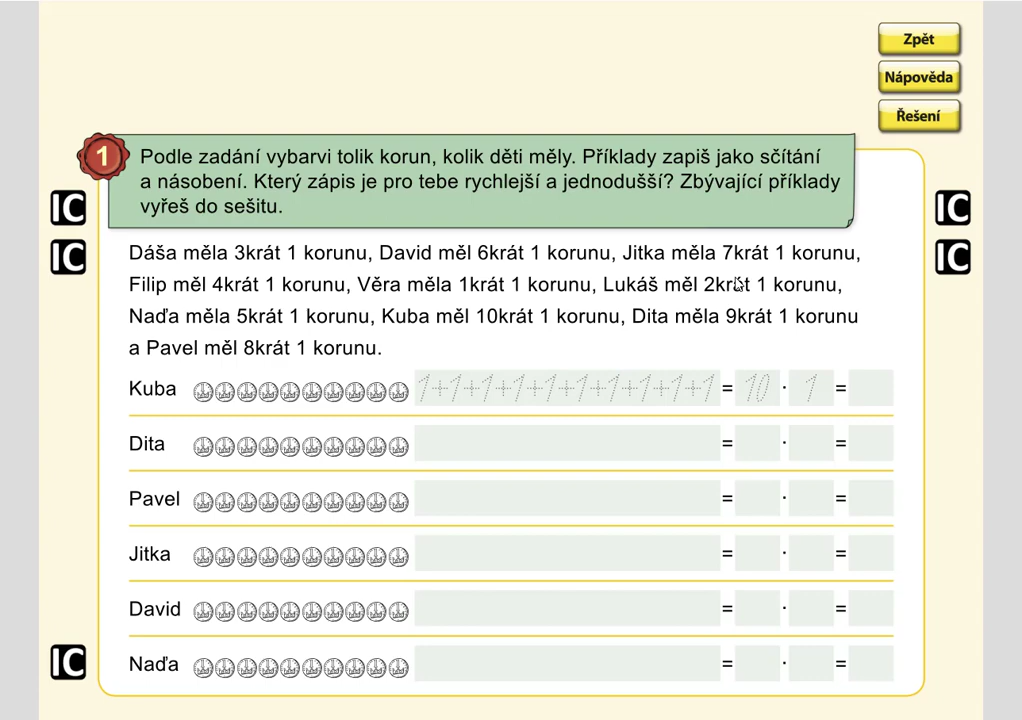 Zpět
Nápověda
Řešení
1 Podle zadání vybarvi tolik korun, kolik děti měly. Příklady zapiš jako sčítání
a násobení. Který zápis je pro tebe rychlejší a jednodušší? Zbývající příklady
vyřeš do sešitu.
IC IC
IC IC
Dáša měla 3krát 1 korunu, David měl 6krát 1 korunu, Jitka měla 7krát 1 korunu,
Filip měl 4krát 1 korunu, Věra měla 1krát 1 korunu, Lukáš měl 2krát 1 korunu,
Naďa měla 5krát 1 korunu, Kuba měl 10krát 1 korunu, Dita měla 9krát 1 korunu
a Pavel měl 8krát 1 korunu.
Kuba 1+1+1+1+1+1+1+1+1+1 = 10 · 1 =
Dita = · =
Pavel = · =
Jitka = · =
David = · =
IC Naďa = · =